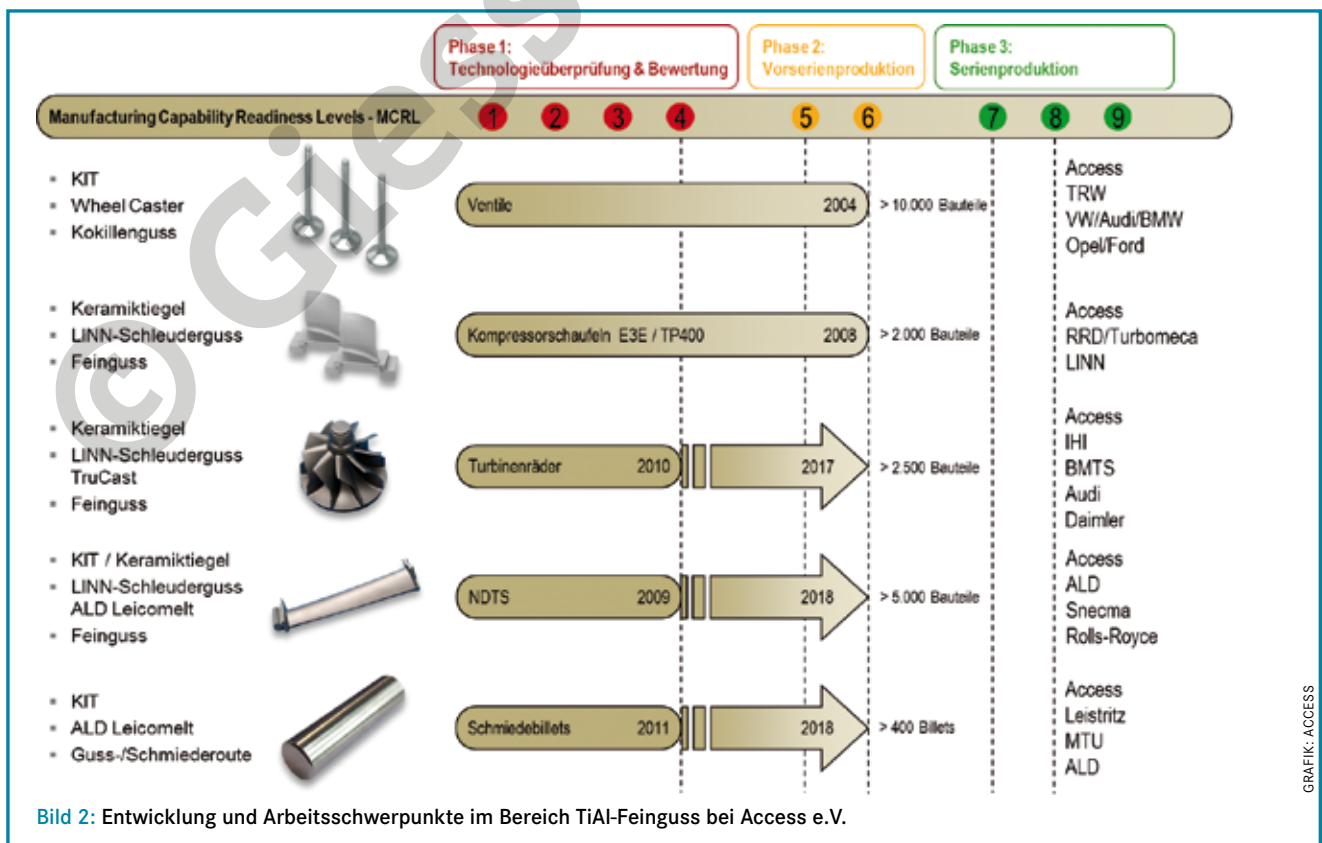 © Giess
Phase 1:
Technologieüberprüfung & Bewertung
Phase 2:
Vorserienproduktion
Phase 3:
Serienproduktion
Manufacturing Capability Readiness Levels - MCRL 1 2 3 4 5 6 7 8 9
▪ KIT
▪ Wheel Caster
▪ Kokillenguss
Ventile 2004 > 10.000 Bauteile
Access
TRW
VW/Audi/BMW
Opel/Ford
▪ Keramiktiegel
▪ LINN-Schleuderguss
▪ Feinguss
Kompressorschaufeln E3E / TP400 2008 > 2.000 Bauteile
Access
RRD/Turbomeca
LINN
▪ Keramiktiegel
▪ LINN-Schleuderguss
TruCast
▪ Feinguss
Turbinenräder 2010 2017 > 2.500 Bauteile
Access
IHI
BMTS
Audi
Daimler
▪ KIT / Keramiktiegel
▪ LINN-Schleuderguss
ALD Leicomelt
▪ Feinguss
NDTS 2009 2018 > 5.000 Bauteile
Access
ALD
Snecma
Rolls-Royce
▪ KIT
▪ ALD Leicomelt
▪ Guss-/Schmiederoute
Schmiedebillets 2011 2018 > 400 Billets
Access
Leistritz
MTU
ALD
GRAFIK: ACCESS
Bild 2: Entwicklung und Arbeitsschwerpunkte im Bereich TiAl-Feinguss bei Access e.V.